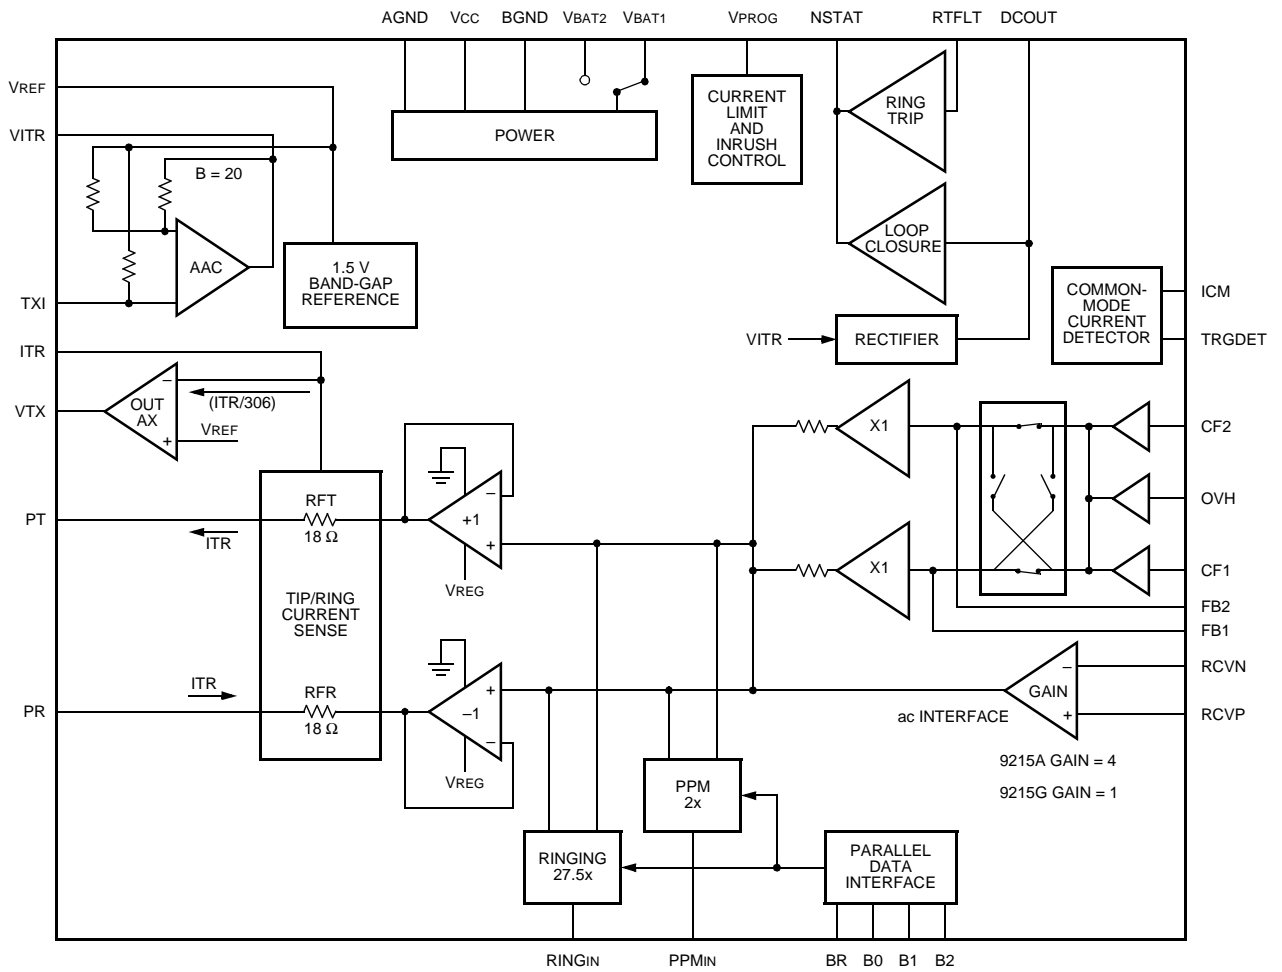 AGND VCC BGND VBAT2 VBAT1 VPROG NSTAT RTFLT DCOUT
VREF
VITR
TXI
ITR
VTX
PT
PR
B = 20
AAC
1.5 V
BAND-GAP
REFERENCE
POWER
CURRENT
LIMIT
AND
INRUSH
CONTROL
RING
TRIP
LOOP
CLOSURE
VITR
RECTIFIER
COMMON-
MODE
CURRENT
DETECTOR
ICM
TRGDET
–
OUT
AX
+
(ITR/306)
VREF
RFT
18 Ω
ITR
TIP/RING
CURRENT
SENSE
ITR
RFR
18 Ω
–
+1
+
VREG
+
–1
–
VREG
X1
X1
CF2
OVH
CF1
FB2
FB1
RCVN
RCVP
–
GAIN
+
ac INTERFACE
9215A GAIN = 4
9215G GAIN = 1
PPM
2x
RINGING
27.5x
PARALLEL
DATA
INTERFACE
RINGIN PPMIN BR B0 B1 B2